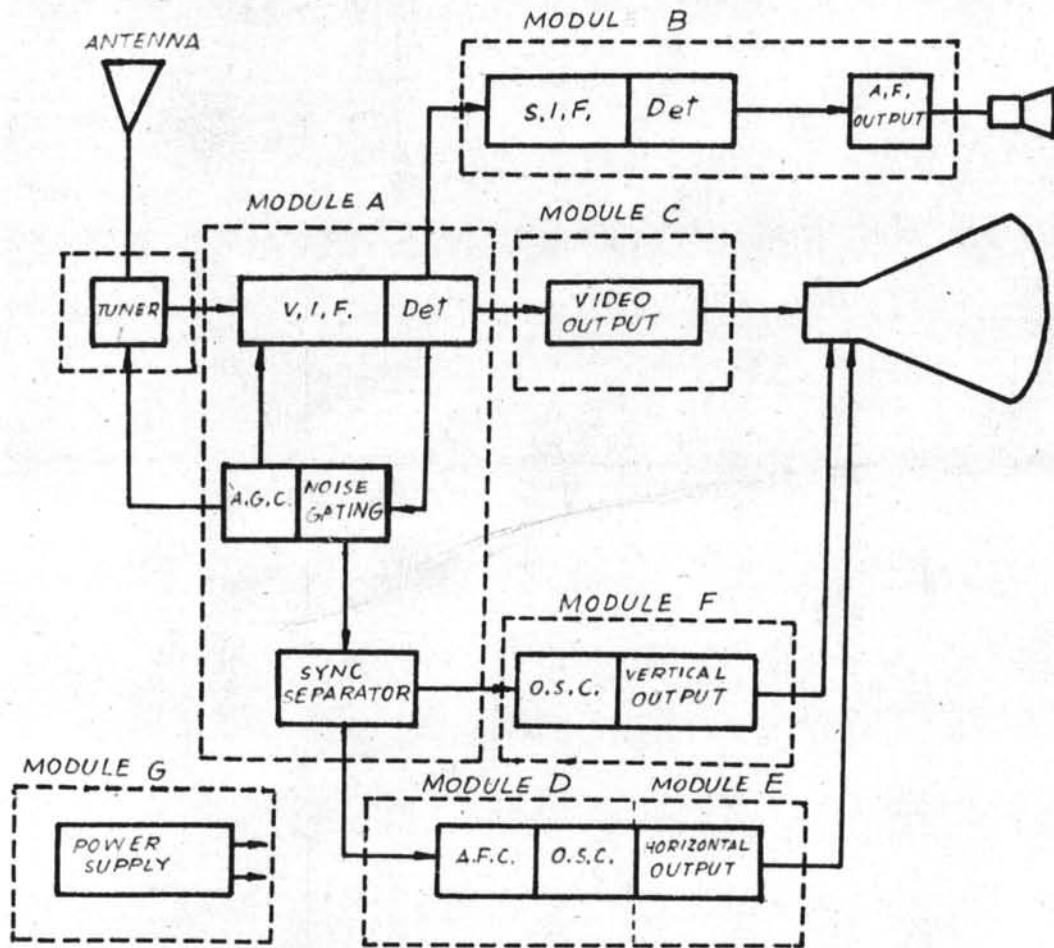 MODULE B
ANTENNA
S.I.F.
Det
A.F.
OUTPUT
MODULE A
MODULE C
TUNER
V.I.F.
Det
VIDEO
OUTPUT
A.G.C.
NOISE
GATING
MODULE F
SYNC
SEPARATOR
O.S.C.
VERTICAL
OUTPUT
MODULE G
MODULE D
MODULE E
POWER
SUPPLY
A.F.C.
O.S.C.
HORIZONTAL
OUTPUT